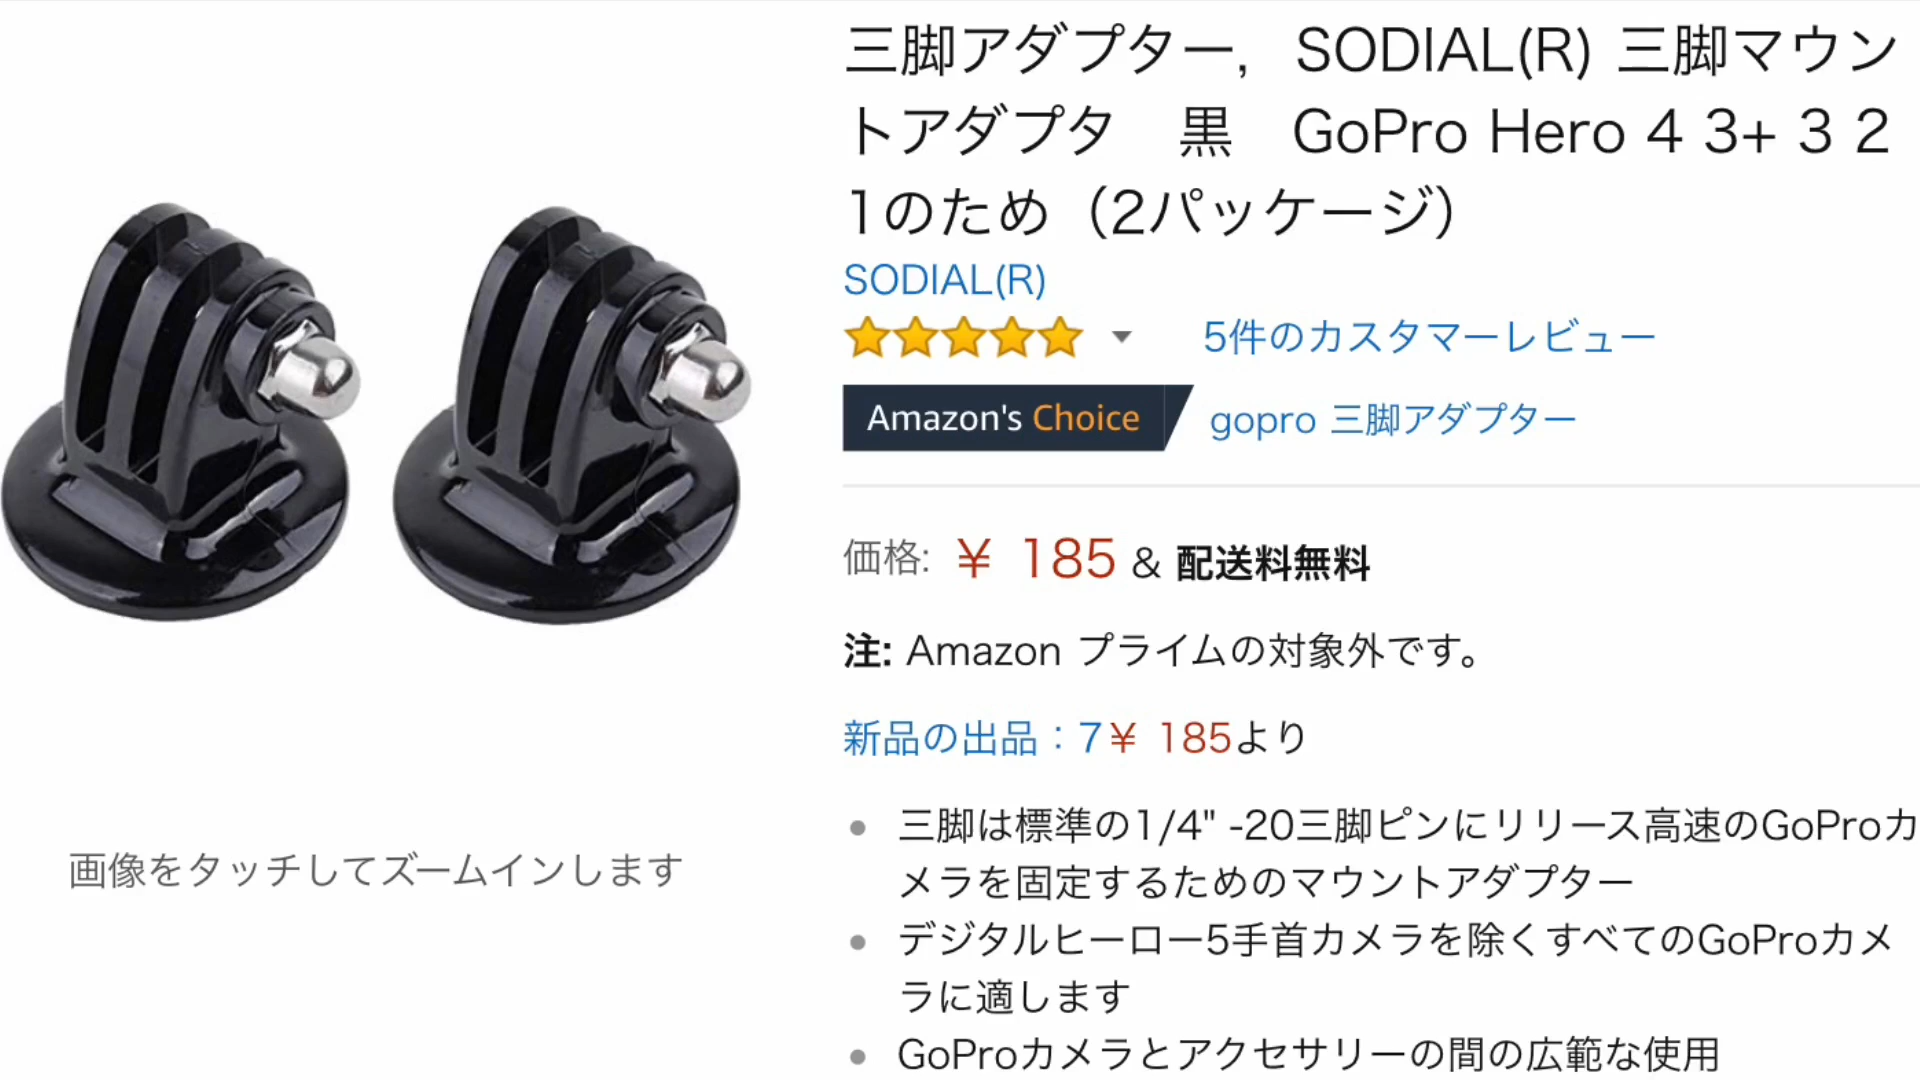 三脚アダプター,　SODIAL(R) 三脚マウン
トアダプタ　黒　GoPro Hero 4 3+ 3 2
1のため（2パッケージ）
SODIAL(R)
5件のカスタマーレビュー
Amazon's Choice
gopro 三脚アダプター
価格: ￥ 185 & 配送料無料
注: Amazon プライムの対象外です。
新品の出品：7￥ 185より
三脚は標準の1/4" -20三脚ピンにリリース高速のGoProカ
メラを固定するためのマウントアダプター
デジタルヒーロー5手首カメラを除くすべてのGoProカメ
ラに適します
GoProカメラとアクセサリーの間の広範な使用
画像をタッチしてズームインします